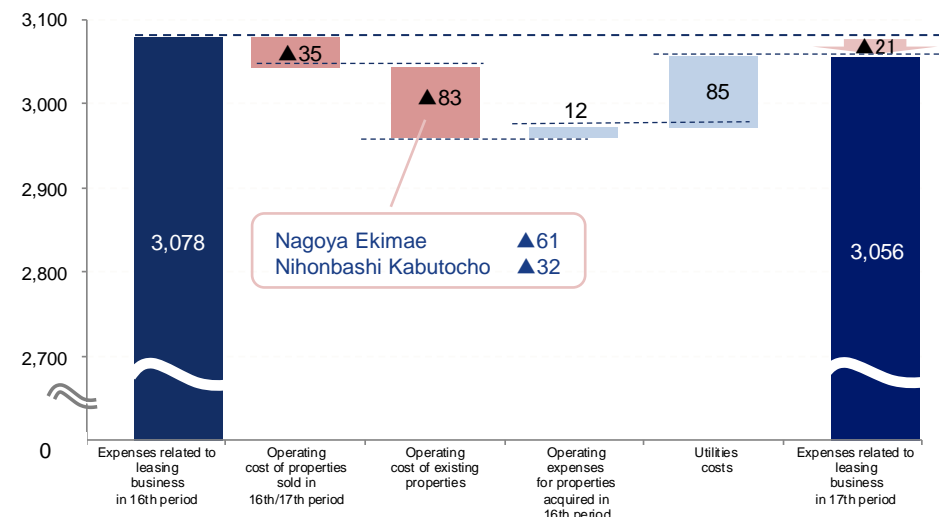 3,100
3,000
2,900
2,800
2,700
0
3,078
▲35
▲83
12
85
▲21
3,056
Nagoya Ekimae ▲61
Nihonbashi Kabutocho ▲32
Expenses related to
leasing
business
in 16th period
Operating
cost of properties
sold in
16th/17th period
Operating
cost of existing
properties
Operating
expenses
for properties
acquired in
16th period
Utilities
costs
Expenses related to
leasing
business
in 17th period